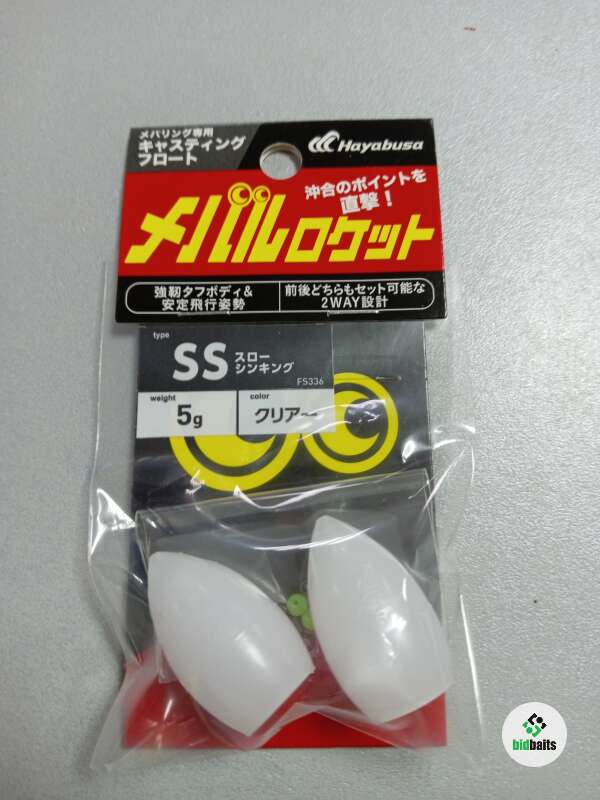 メバリング専用
キャスティング
フロート
Hayabusa
沖合のポイントを
直撃！
メバルロケット
強靭タフボディ&
安定飛行姿勢
前後どちらもセット可能な
2WAY設計
type
SS スロー
シンキング
FS336
weight
5g
color
クリアー
bidbaits